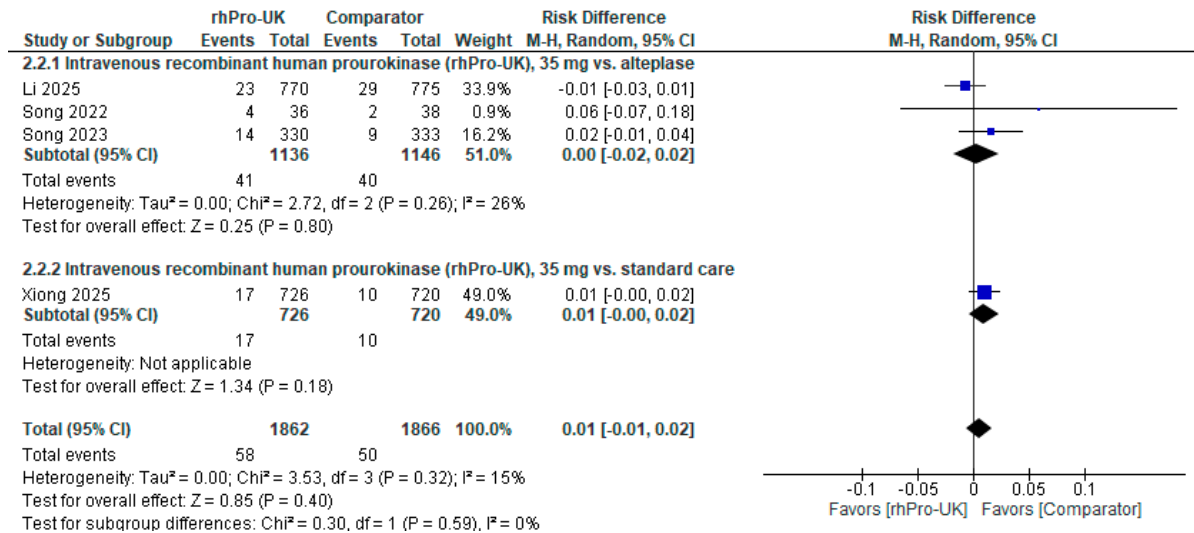 rhPro-UK Comparator Risk Difference Risk Difference
Study or Subgroup Events Total Events Total Weight M-H, Random, 95% CI M-H, Random, 95% CI
2.2.1 Intravenous recombinant human prourokinase (rhPro-UK), 35 mg vs. alteplase
Li 2025 23 770 29 775 33.9% -0.01 [-0.03, 0.01]
Song 2022 4 36 2 38 0.9% 0.06 [-0.07, 0.18]
Song 2023 14 330 9 333 16.2% 0.02 [-0.01, 0.04]
Subtotal (95% CI) 1136 1146 51.0% 0.00 [-0.02, 0.02]
Total events 41 40
Heterogeneity: Tau² = 0.00; Chi² = 2.72, df = 2 (P = 0.26); I² = 26%
Test for overall effect: Z = 0.25 (P = 0.80)
2.2.2 Intravenous recombinant human prourokinase (rhPro-UK), 35 mg vs. standard care
Xiong 2025 17 726 10 720 49.0% 0.01 [-0.00, 0.02]
Subtotal (95% CI) 726 720 49.0% 0.01 [-0.00, 0.02]
Total events 17 10
Heterogeneity: Not applicable
Test for overall effect: Z = 1.34 (P = 0.18)
Total (95% CI) 1862 1866 100.0% 0.01 [-0.01, 0.02]
Total events 58 50
Heterogeneity: Tau² = 0.00; Chi² = 3.53, df = 3 (P = 0.32); I² = 15%
Test for overall effect: Z = 0.85 (P = 0.40)
Test for subgroup differences: Chi² = 0.30, df = 1 (P = 0.59), I² = 0%
-0.1 -0.05 0 0.05 0.1
Favors [rhPro-UK] Favors [Comparator]